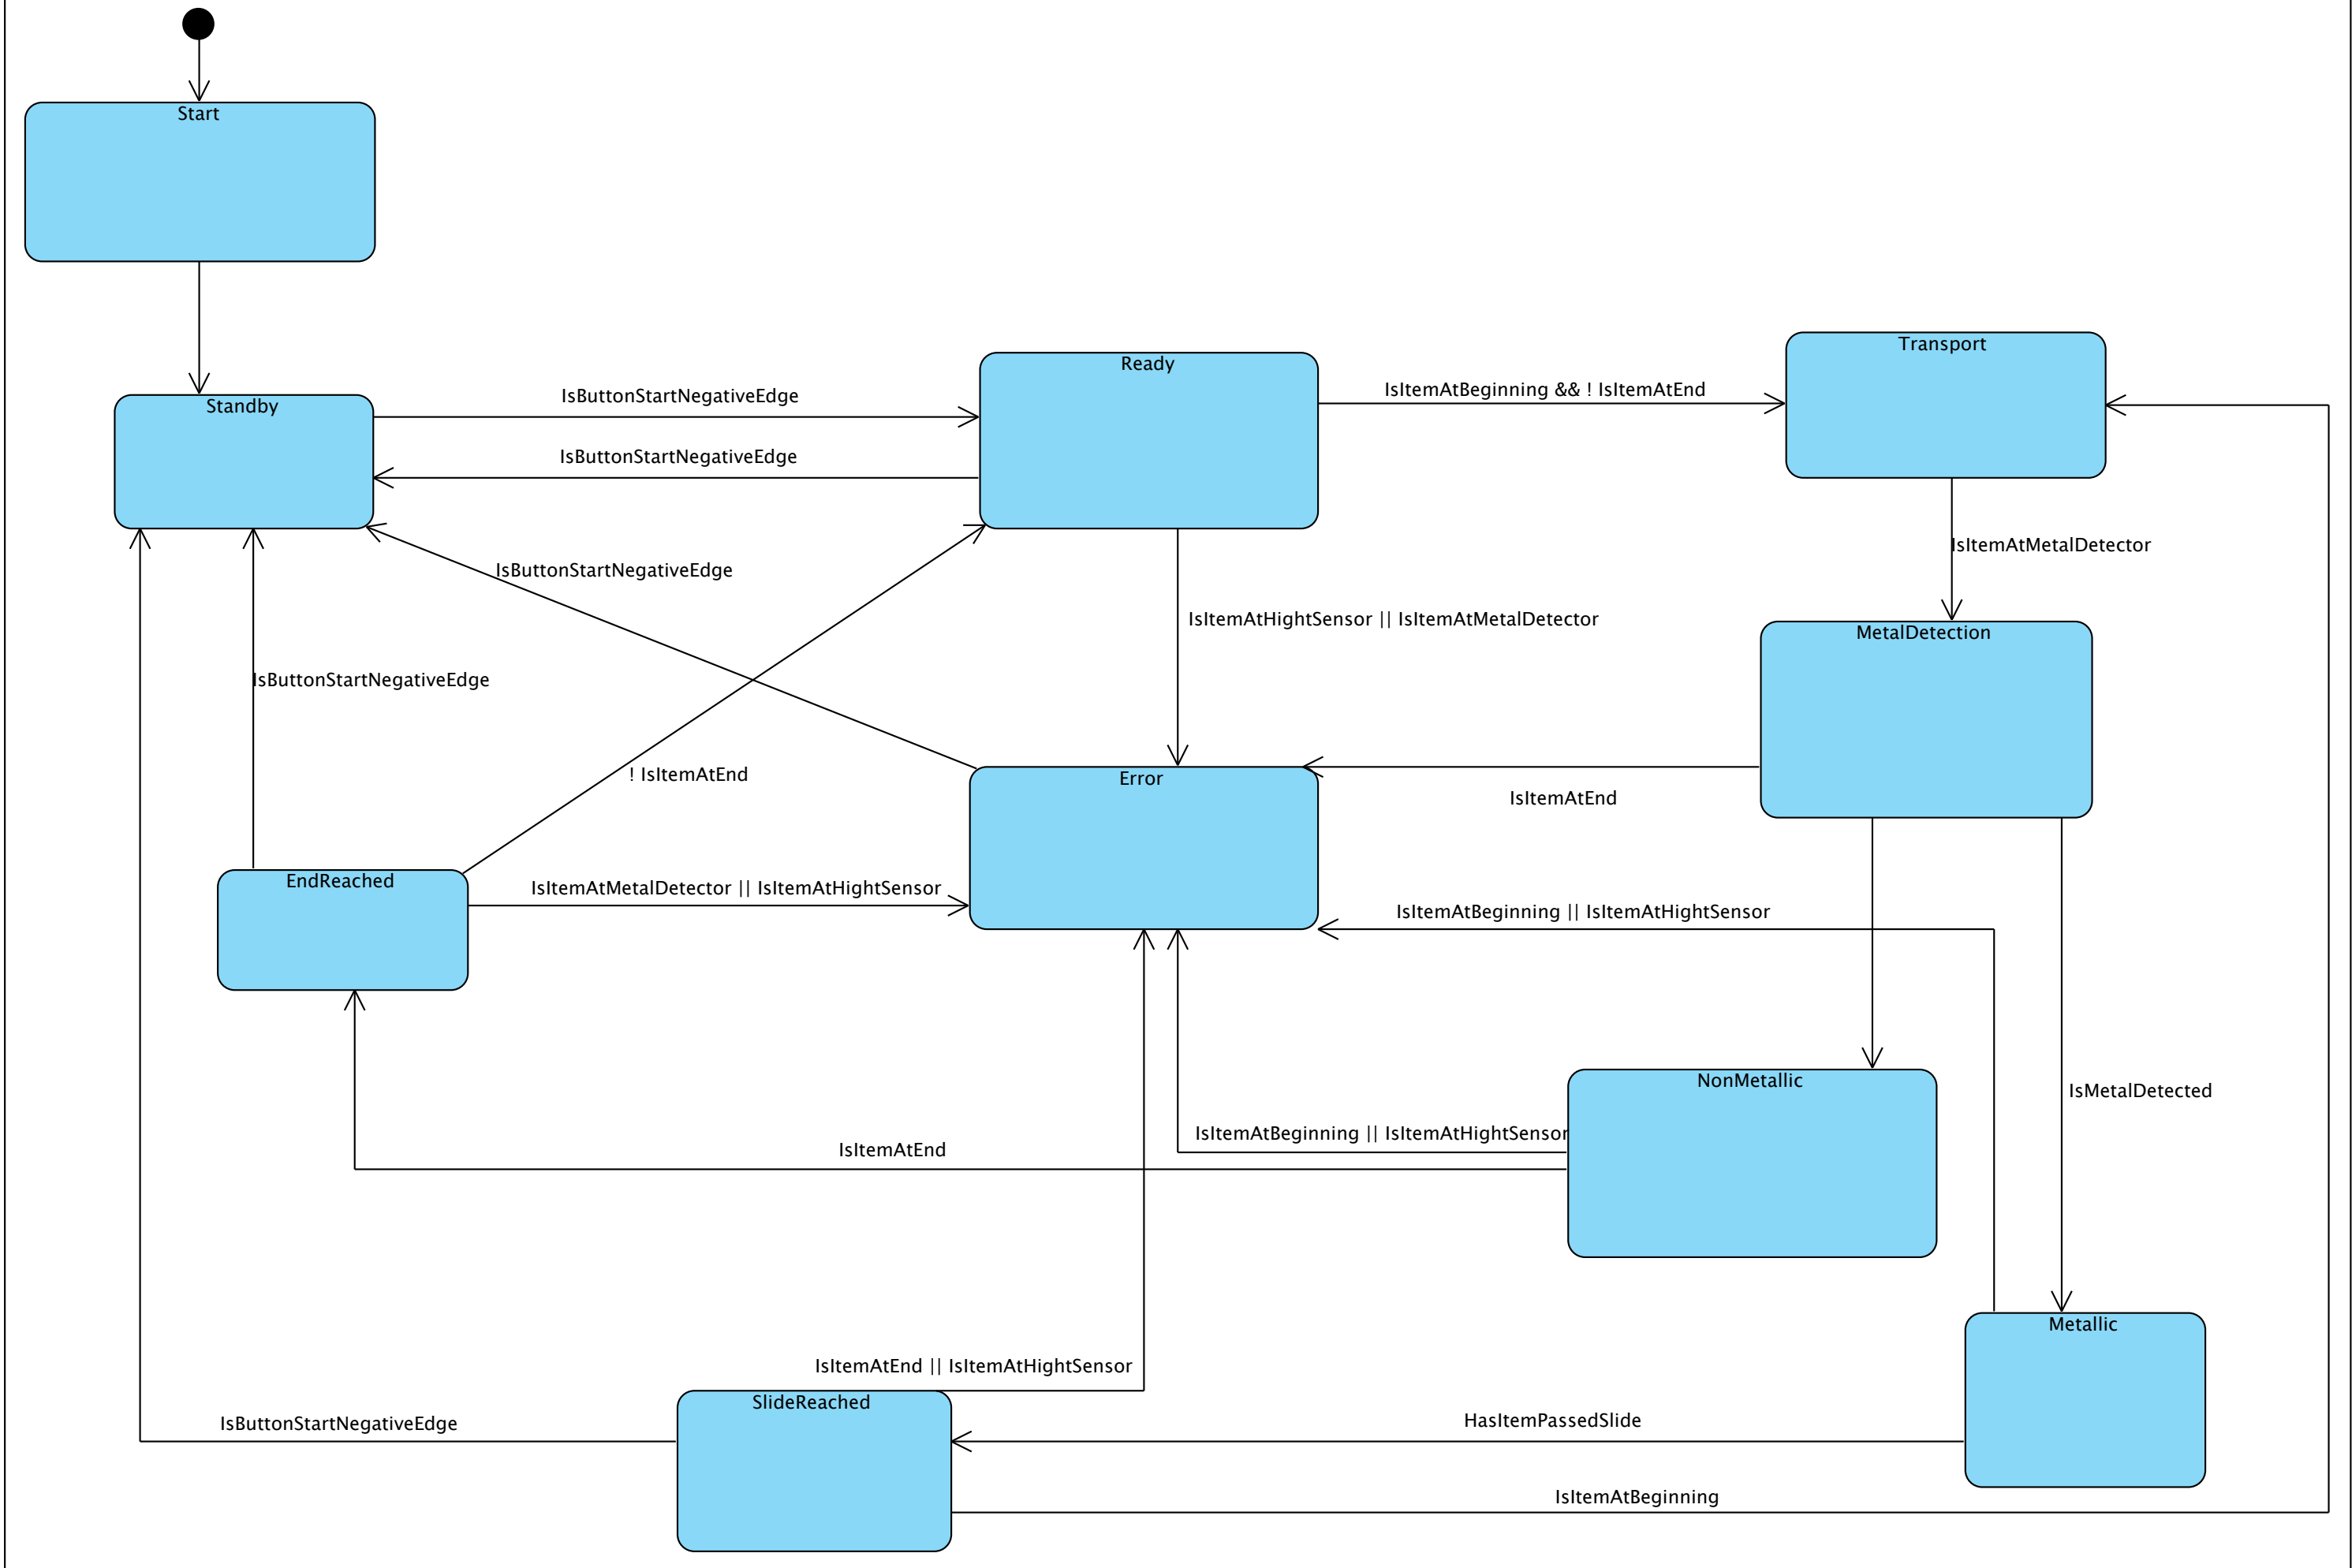 Start
Transport
Ready
IsItemAtBeginning && ! IsItemAtEnd
IsButtonStartNegativeEdge
Standby
IsButtonStartNegativeEdge
IsItemAtMetalDetector
IsButtonStartNegativeEdge
IsItemAtHightSensor || IsItemAtMetalDetector
MetalDetection
IsButtonStartNegativeEdge
! IsItemAtEnd
Error
IsItemAtEnd
EndReached
IsItemAtMetalDetector || IsItemAtHightSensor
IsItemAtBeginning || IsItemAtHightSensor
NonMetallic
IsMetalDetected
IsItemAtBeginning || IsItemAtHightSensor
IsItemAtEnd
Metallic
IsItemAtEnd || IsItemAtHightSensor
SlideReached
IsButtonStartNegativeEdge
HasItemPassedSlide
IsItemAtBeginning